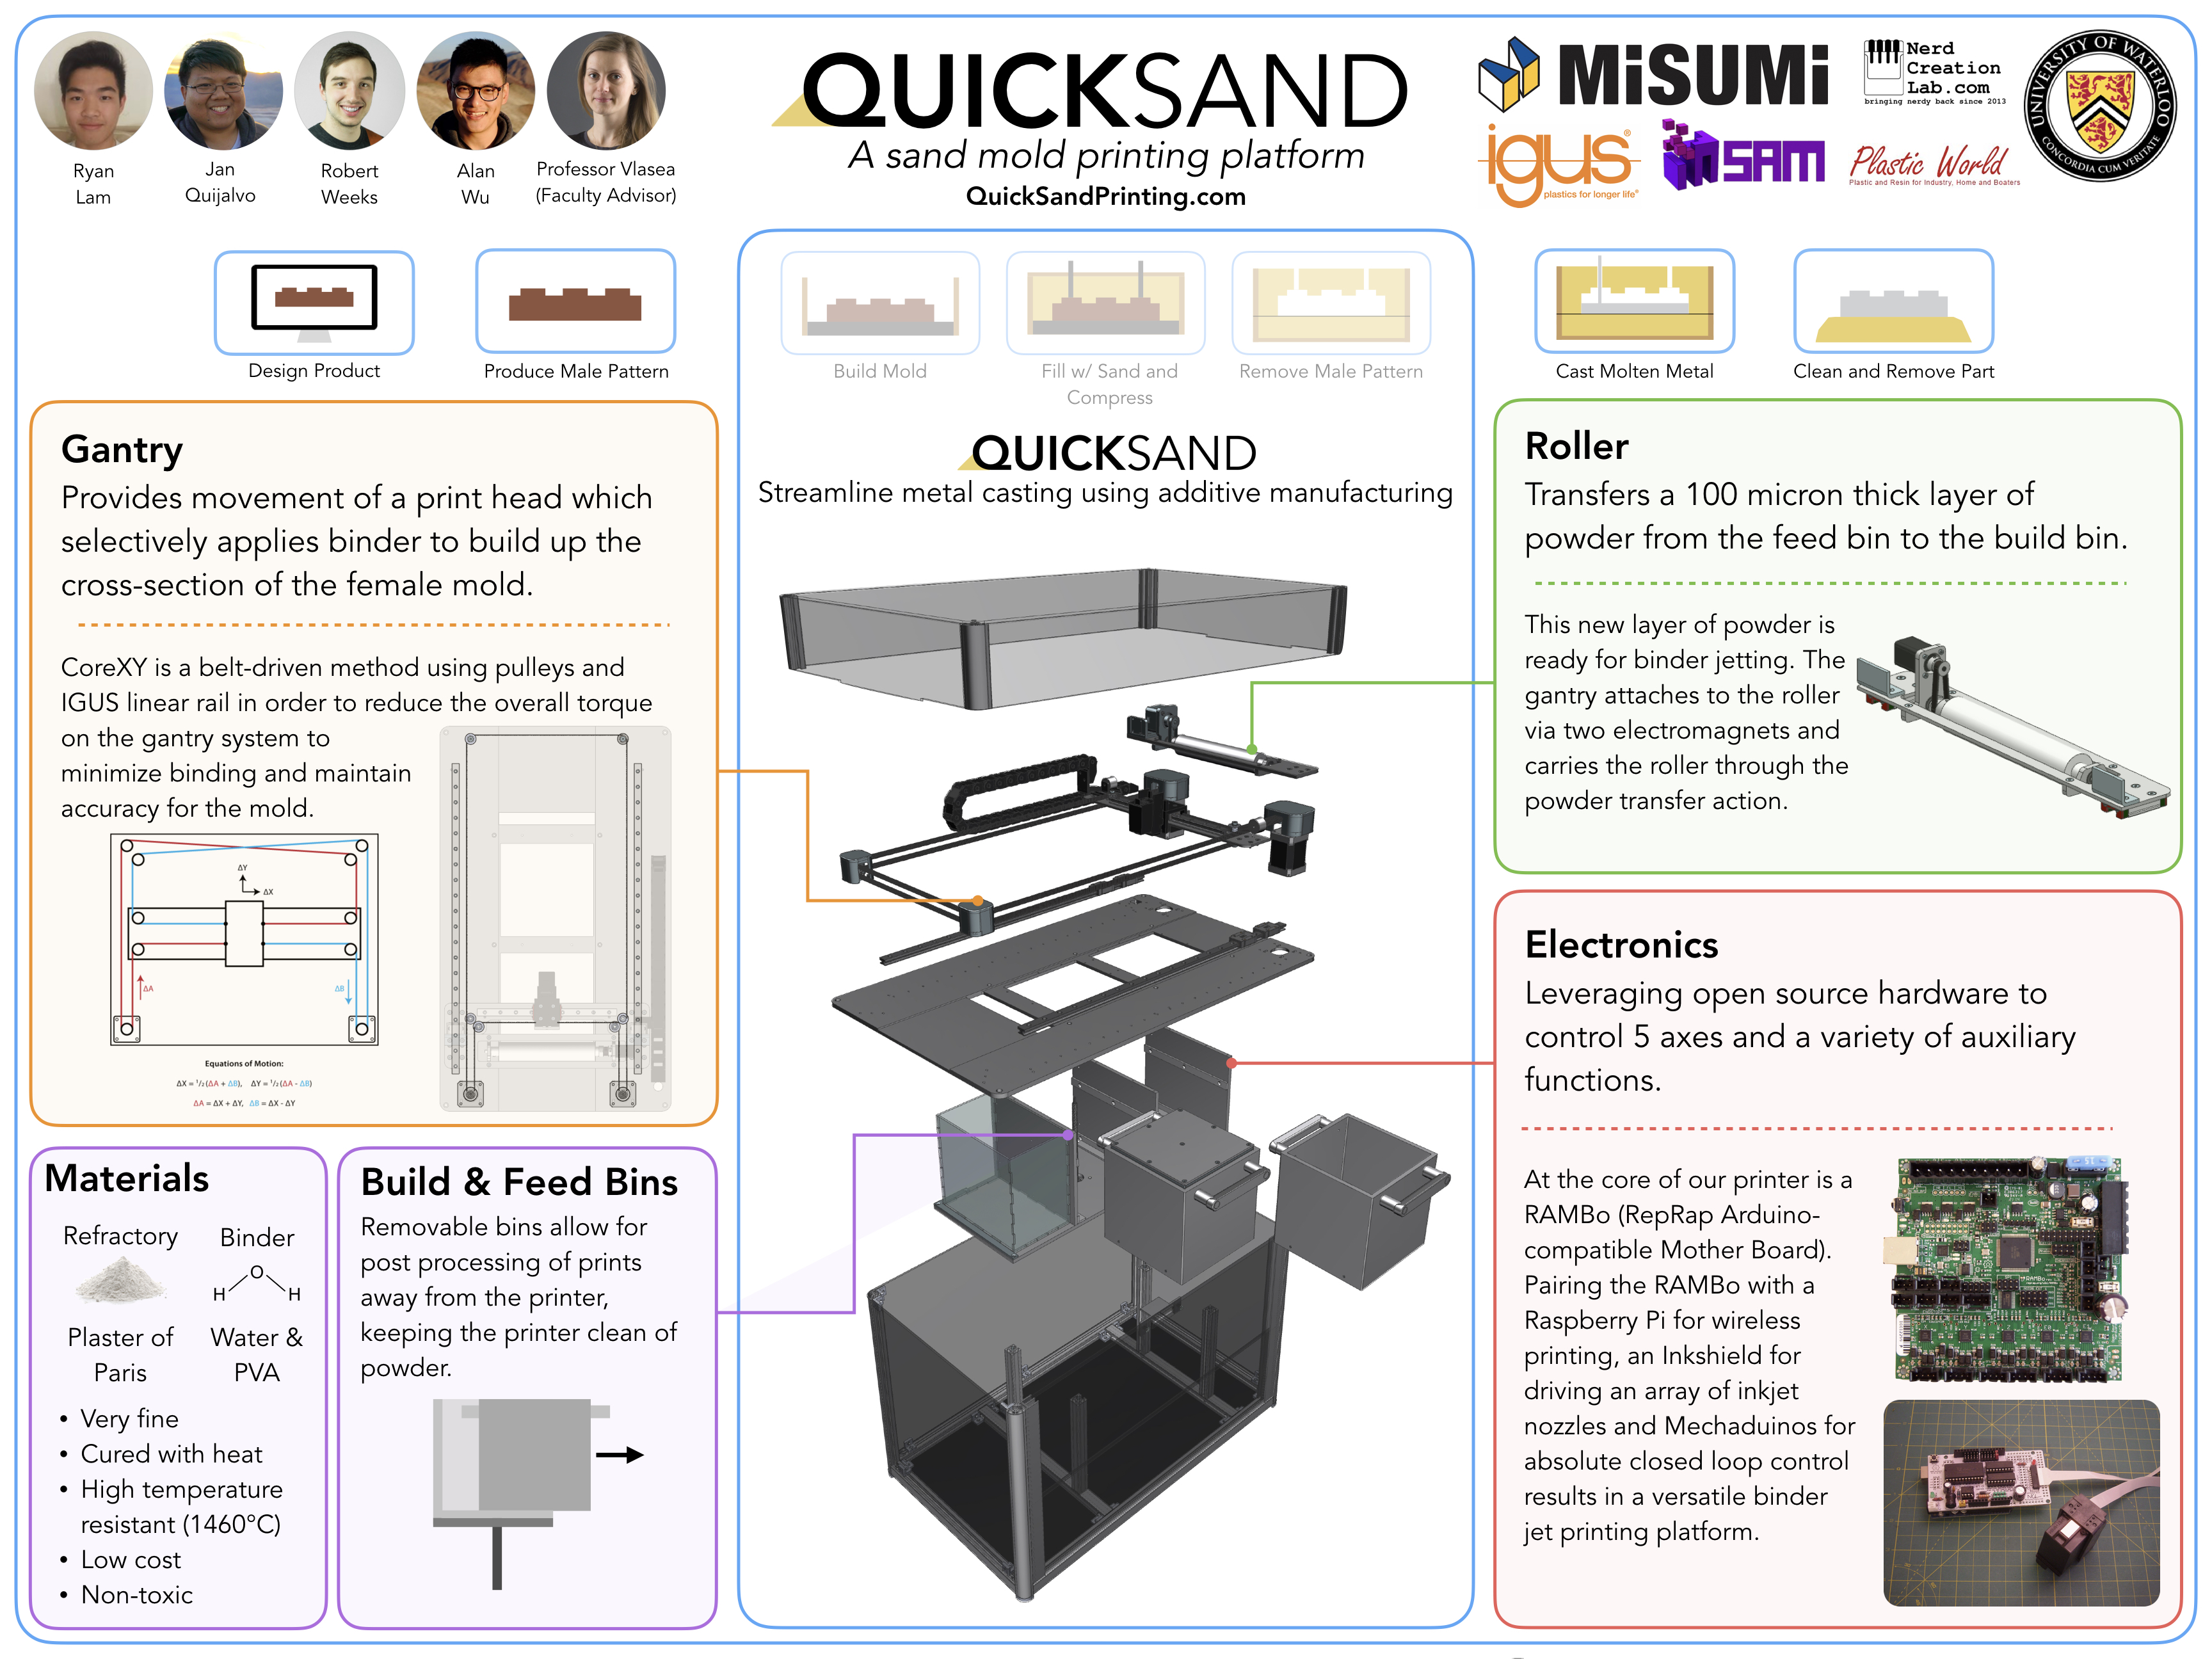 Ryan
Lam
Jan
Quijalvo
Robert
Weeks
Alan
Wu
Professor Vlasea
(Faculty Advisor)
QUICKSAND
A sand mold printing platform
QuickSandPrinting.com
MiSUMi
Nerd
Creation
Lab.com
bringing nerdy back since 2013
igus®
plastics for longer life®
MSAM
Plastic World
Plastic and Resin for Industry, Home and Boaters
UNIVERSITY OF WATERLOO
CONCORDIA CUM VERITATE
Design Product
Produce Male Pattern
Build Mold
Fill w/ Sand and
Compress
Remove Male Pattern
Cast Molten Metal
Clean and Remove Part
QUICKSAND
Streamline metal casting using additive manufacturing
Gantry
Provides movement of a print head which
selectively applies binder to build up the
cross-section of the female mold.
CoreXY is a belt-driven method using pulleys and
IGUS linear rail in order to reduce the overall torque
on the gantry system to
minimize binding and maintain
accuracy for the mold.
ΔY
ΔX
ΔA
ΔB
Equations of Motion:
ΔX = ½ (ΔA + ΔB), ΔY = ½ (ΔA - ΔB)
ΔA = ΔX + ΔY, ΔB = ΔX - ΔY
Materials
Refractory
Binder
O
H H
Plaster of
Paris
Water &
PVA
• Very fine
• Cured with heat
• High temperature
resistant (1460°C)
• Low cost
• Non-toxic
Build & Feed Bins
Removable bins allow for
post processing of prints
away from the printer,
keeping the printer clean of
powder.
Roller
Transfers a 100 micron thick layer of
powder from the feed bin to the build bin.
This new layer of powder is
ready for binder jetting. The
gantry attaches to the roller
via two electromagnets and
carries the roller through the
powder transfer action.
Electronics
Leveraging open source hardware to
control 5 axes and a variety of auxiliary
functions.
At the core of our printer is a
RAMBo (RepRap Arduino-
compatible Mother Board).
Pairing the RAMBo with a
Raspberry Pi for wireless
printing, an Inkshield for
driving an array of inkjet
nozzles and Mechaduinos for
absolute closed loop control
results in a versatile binder
jet printing platform.
RAMBo